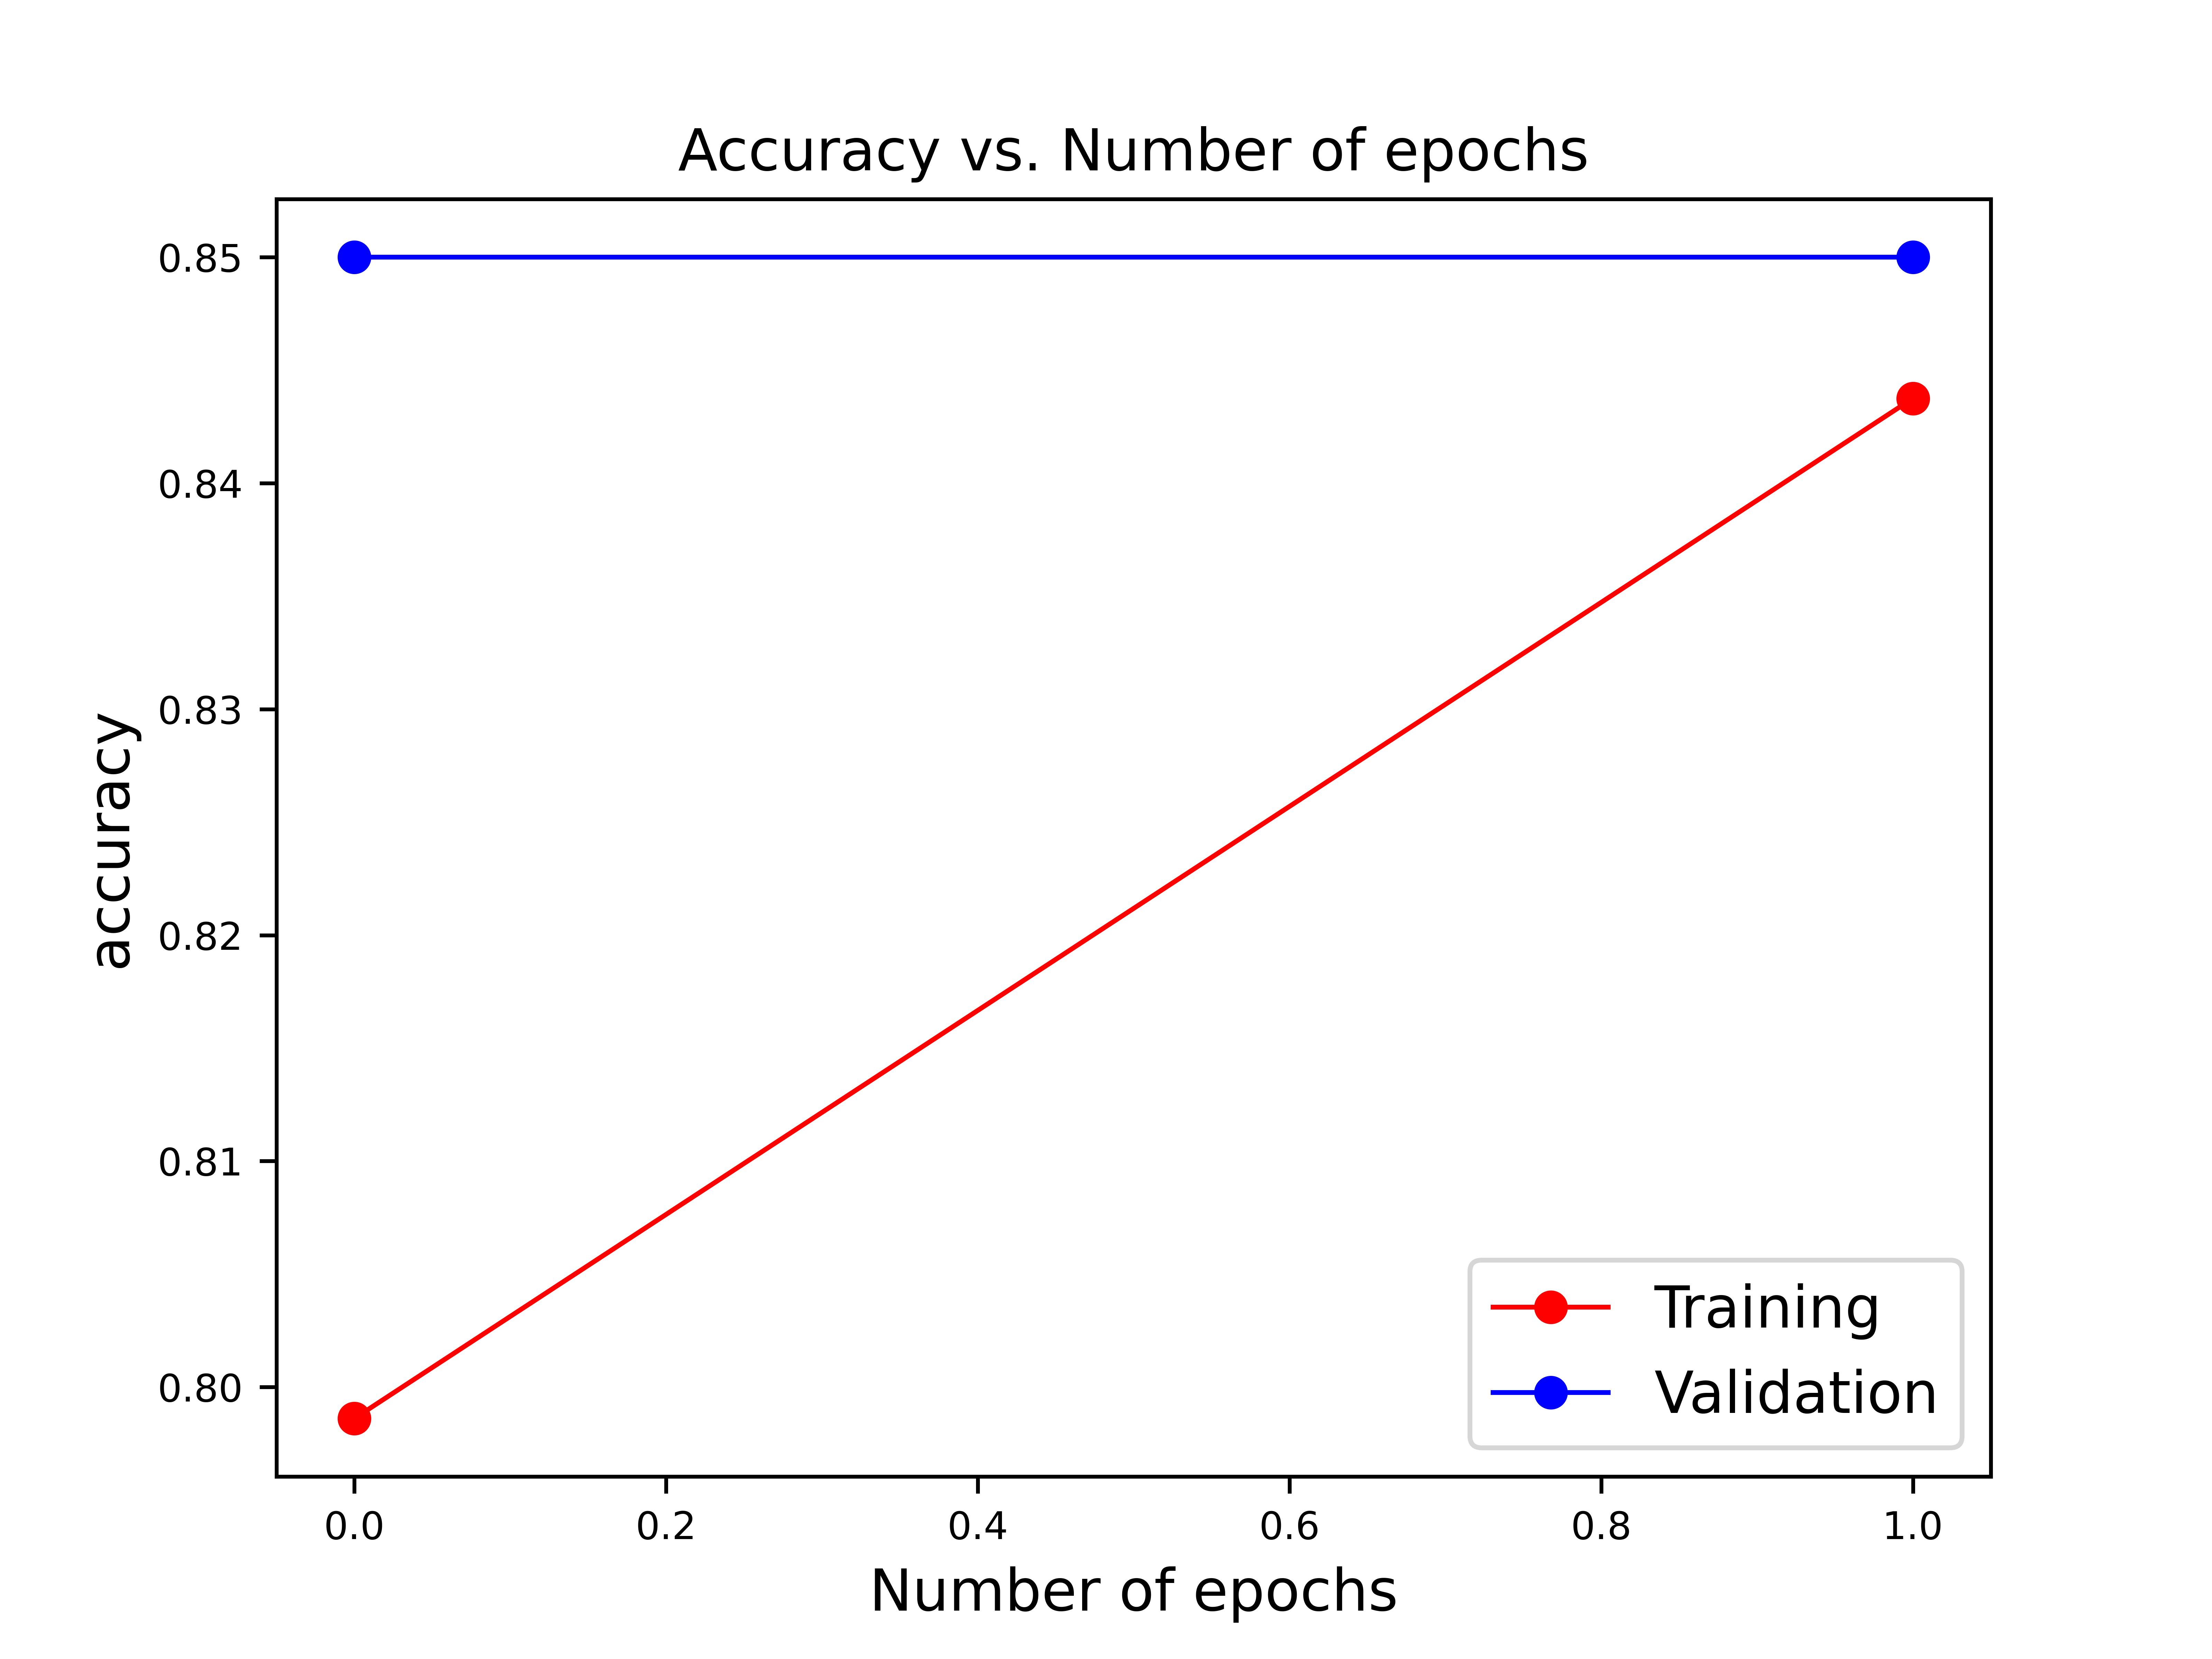 Accuracy vs. Number of epochs
0.85
0.84
0.83
0.82
0.81
0.80
accuracy
0.0 0.2 0.4 0.6 0.8 1.0
Number of epochs
Training
Validation